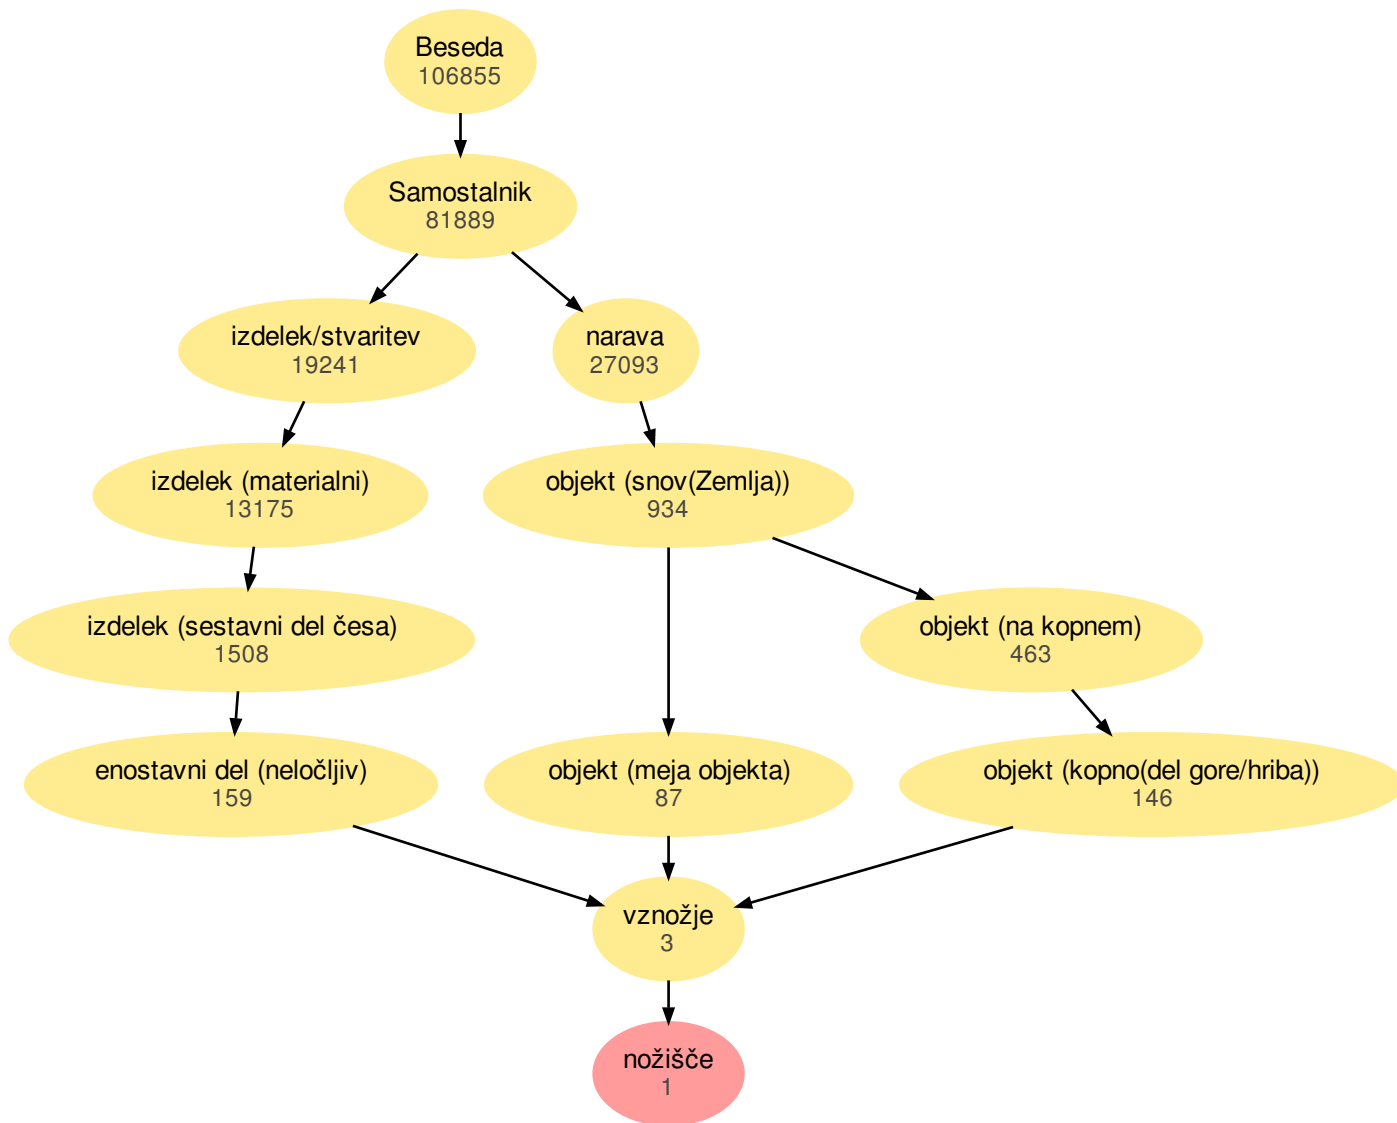 Beseda
106855
Samostalnik
81889
izdelek/stvaritev
19241
narava
27093
izdelek (materialni)
13175
objekt (snov(Zemlja))
934
izdelek (sestavni del česa)
1508
objekt (na kopnem)
463
enostavni del (neločljiv)
159
objekt (meja objekta)
87
objekt (kopno(del gore/hriba))
146
vznožje
3
nožišče
1